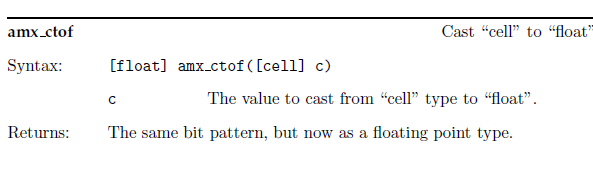 amx_ctof Cast “cell” to “float”
Syntax: [float] amx_ctof([cell] c)
c The value to cast from “cell” type to “float”.
Returns: The same bit pattern, but now as a floating point type.